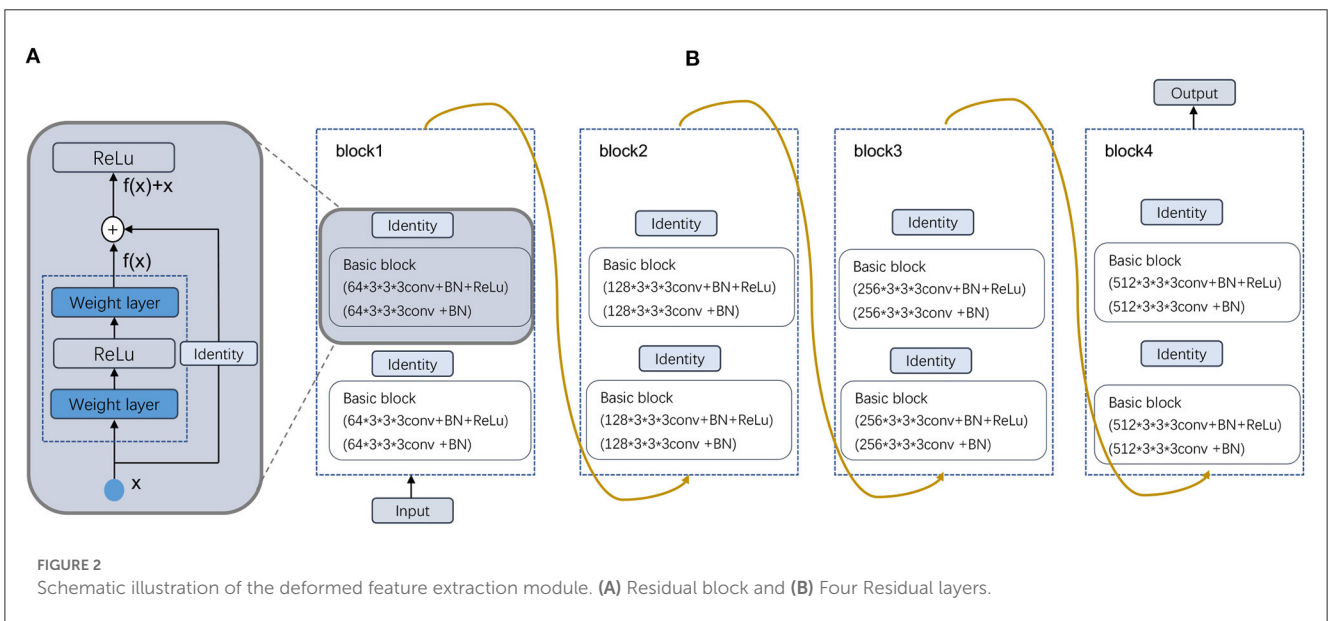 A
B
ReLu
f(x)+x
+
f(x)
Weight layer
ReLu
Identity
Weight layer
x
block1
Identity
Basic block
(64*3*3*3conv+BN+ReLu)
(64*3*3*3conv +BN)
Identity
Basic block
(64*3*3*3conv+BN+ReLu)
(64*3*3*3conv +BN)
Input
block2
Identity
Basic block
(128*3*3*3conv+BN+ReLu)
(128*3*3*3conv +BN)
Identity
Basic block
(128*3*3*3conv+BN+ReLu)
(128*3*3*3conv +BN)
block3
Identity
Basic block
(256*3*3*3conv+BN+ReLu)
(256*3*3*3conv +BN)
Identity
Basic block
(256*3*3*3conv+BN+ReLu)
(256*3*3*3conv +BN)
Output
block4
Identity
Basic block
(512*3*3*3conv+BN+ReLu)
(512*3*3*3conv +BN)
Identity
Basic block
(512*3*3*3conv+BN+ReLu)
(512*3*3*3conv +BN)
FIGURE 2
Schematic illustration of the deformed feature extraction module. (A) Residual block and (B) Four Residual layers.